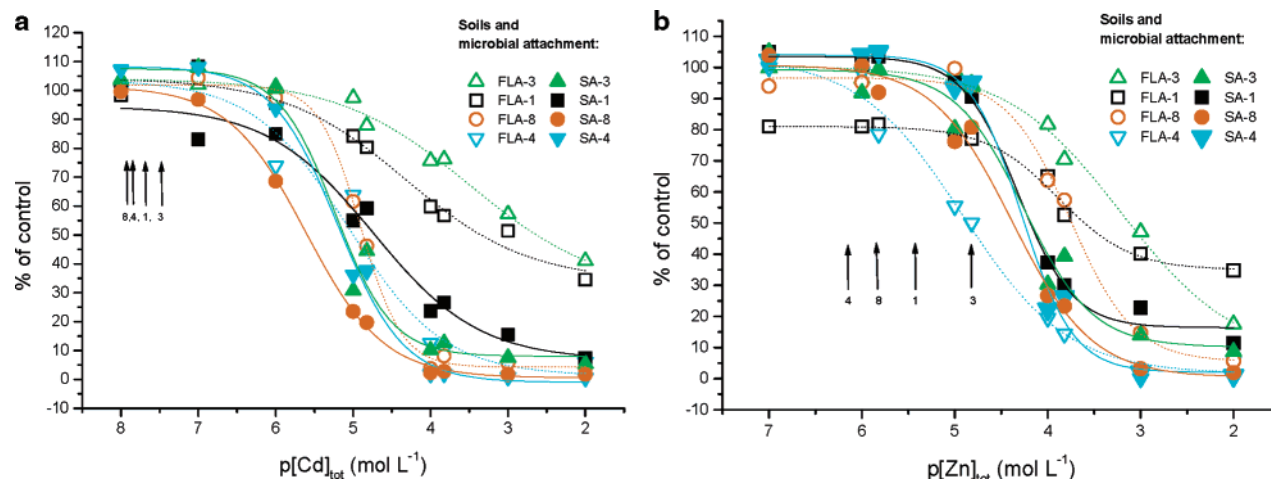 a
Soils and
microbial attachment:
FLA-3 SA-3
FLA-1 SA-1
FLA-8 SA-8
FLA-4 SA-4
120
110
100
90
80
70
60
50
40
30
20
10
0
-10
% of control
8,4, 1, 3
8 7 6 5 4 3 2
p[Cd]tot (mol L⁻¹)
b
Soils and
microbial attachment:
FLA-3 SA-3
FLA-1 SA-1
FLA-8 SA-8
FLA-4 SA-4
110
100
90
80
70
60
50
40
30
20
10
0
-10
% of control
4 8 1 3
7 6 5 4 3 2
p[Zn]tot (mol L⁻¹)